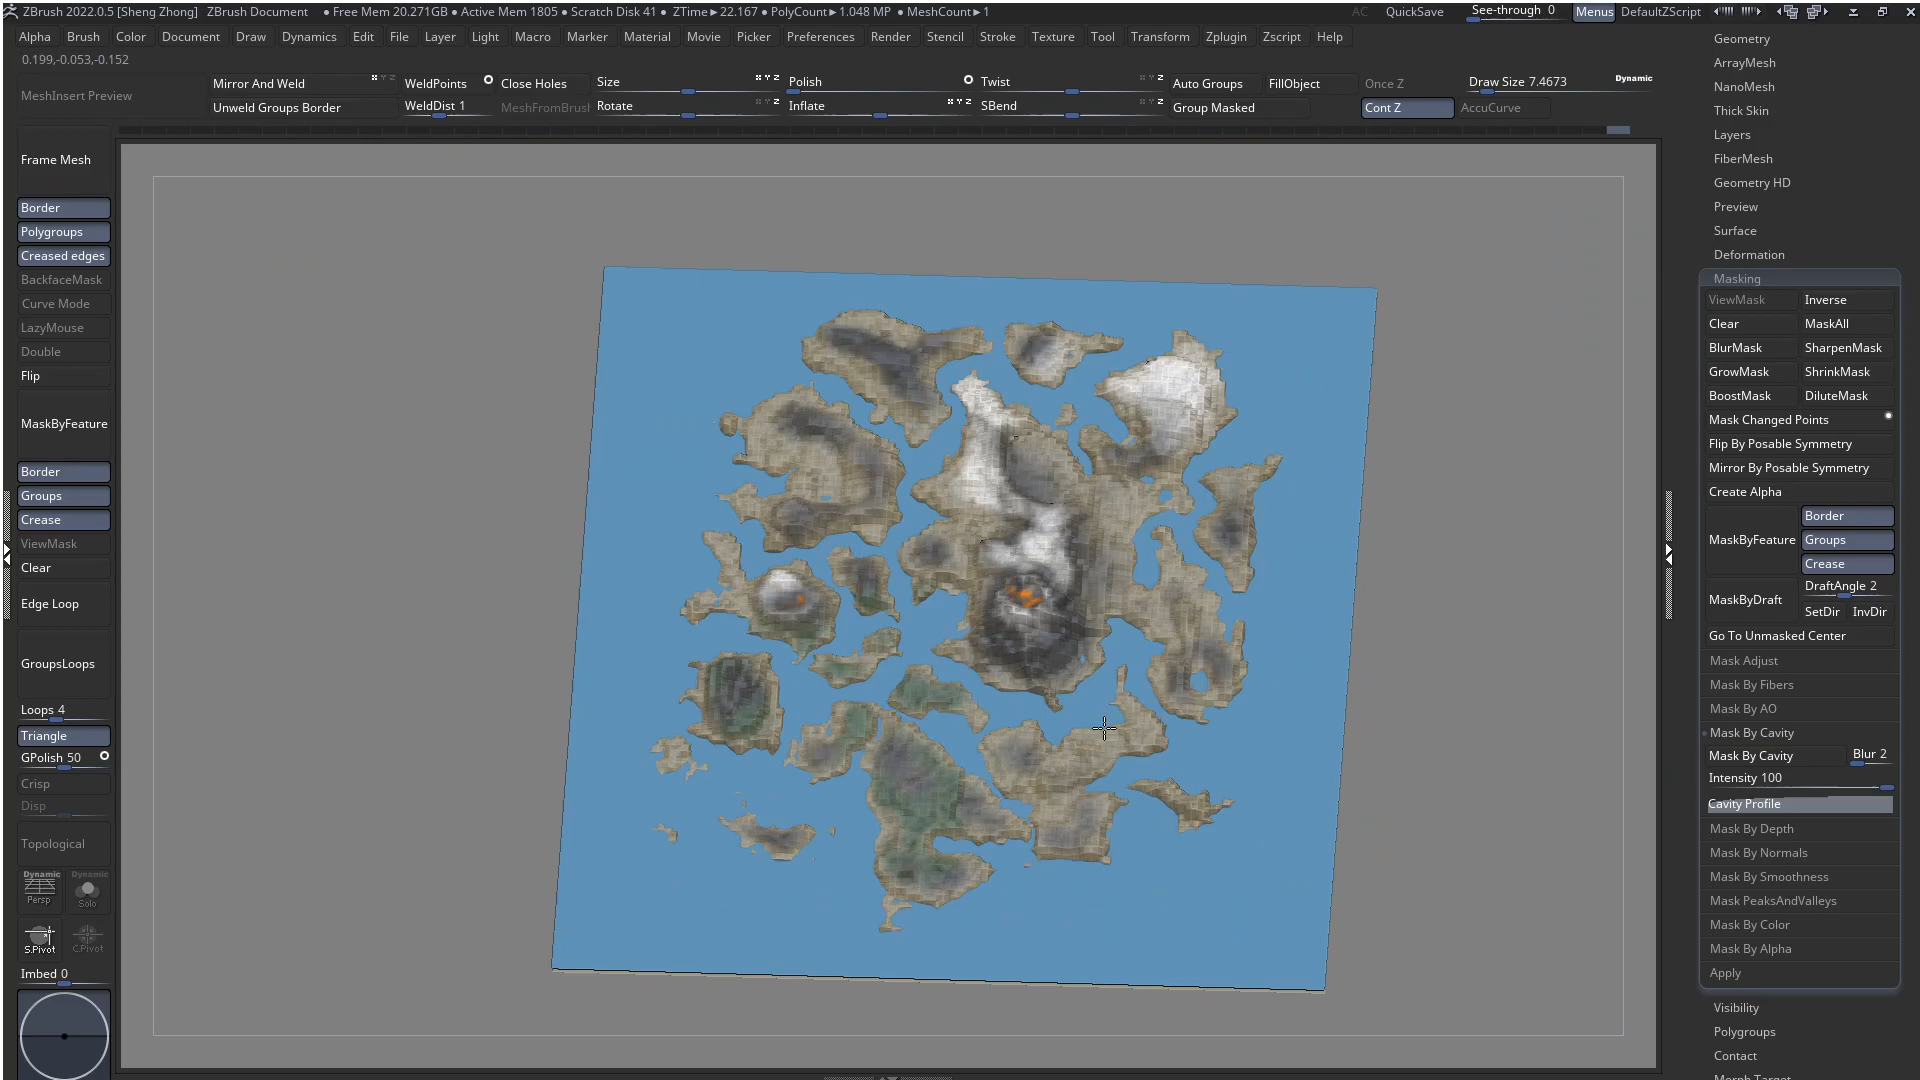 ZBrush 2022.0.5 [Sheng Zhong] ZBrush Document • Free Mem 20.271GB • Active Mem 1805 • Scratch Disk 41 • ZTime►22.167 • PolyCount►1.048 MP • MeshCount►1 AC QuickSave See-through 0 Menus DefaultZScript
Alpha Brush Color Document Draw Dynamics Edit File Layer Light Macro Marker Material Movie Picker Preferences Render Stencil Stroke Texture Tool Transform Zplugin Zscript Help
0.199,-0.053,-0.152
MeshInsert Preview
Mirror And Weld WeldPoints Close Holes Size Polish Twist Auto Groups FillObject Once Z Draw Size 7.4673 Dynamic
Unweld Groups Border WeldDist 1 MeshFromBrush Rotate Inflate SBend Group Masked Cont Z AccuCurve
Frame Mesh
Border
Polygroups
Creased edges
BackfaceMask
Curve Mode
LazyMouse
Double
Flip
MaskByFeature
Border
Groups
Crease
ViewMask
Clear
Edge Loop
GroupsLoops
Loops 4
Triangle
GPolish 50
Crisp
Disp
Topological
Dynamic Dynamic
Persp Solo
S.Pivot C.Pivot
Imbed 0
Geometry
ArrayMesh
NanoMesh
Thick Skin
Layers
FiberMesh
Geometry HD
Preview
Surface
Deformation
Masking
ViewMask Inverse
Clear MaskAll
BlurMask SharpenMask
GrowMask ShrinkMask
BoostMask DiluteMask
Mask Changed Points
Flip By Posable Symmetry
Mirror By Posable Symmetry
Create Alpha
Border
MaskByFeature Groups
Crease
DraftAngle 2
MaskByDraft
SetDir InvDir
Go To Unmasked Center
Mask Adjust
Mask By Fibers
Mask By AO
Mask By Cavity
Mask By Cavity Blur 2
Intensity 100
Cavity Profile
Mask By Depth
Mask By Normals
Mask By Smoothness
Mask PeaksAndValleys
Mask By Color
Mask By Alpha
Apply
Visibility
Polygroups
Contact
Morph Target